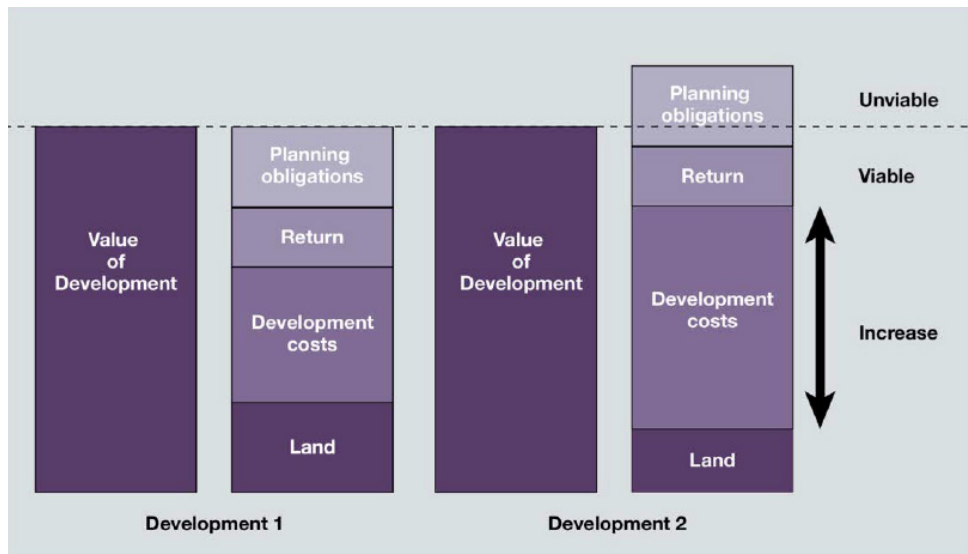 Planning
obligations
Unviable
Planning
obligations
Return
Viable
Value
of
Development
Return
Value
of
Development
Development
costs
Increase
Development
costs
Land
Land
Development 1
Development 2